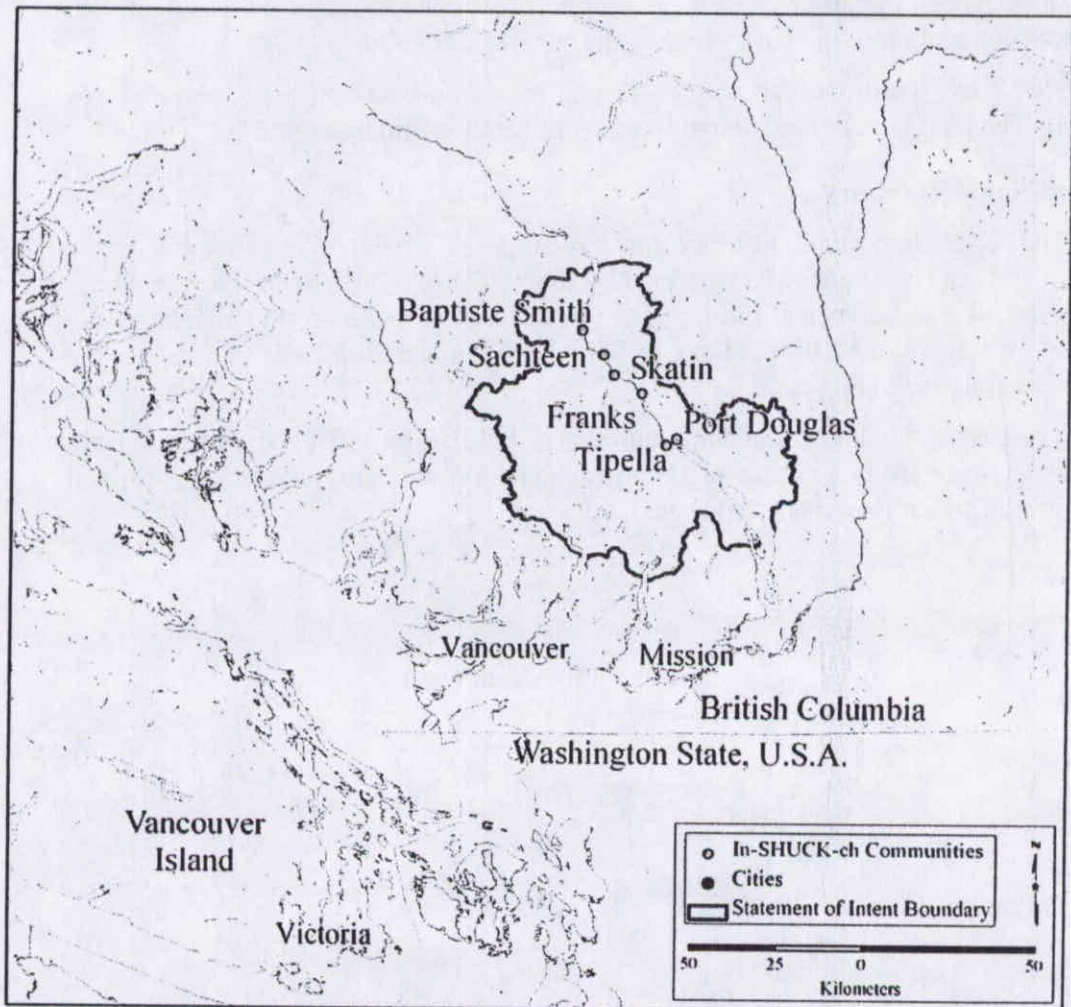 Baptiste Smith
Sachteen
Skatin
Franks
Port Douglas
Tipella
Vancouver
Mission
British Columbia
Washington State, U.S.A.
Vancouver
Island
Victoria
N
In-SHUCK-ch Communities
Cities
Statement of Intent Boundary
50 25 0 50
Kilometers